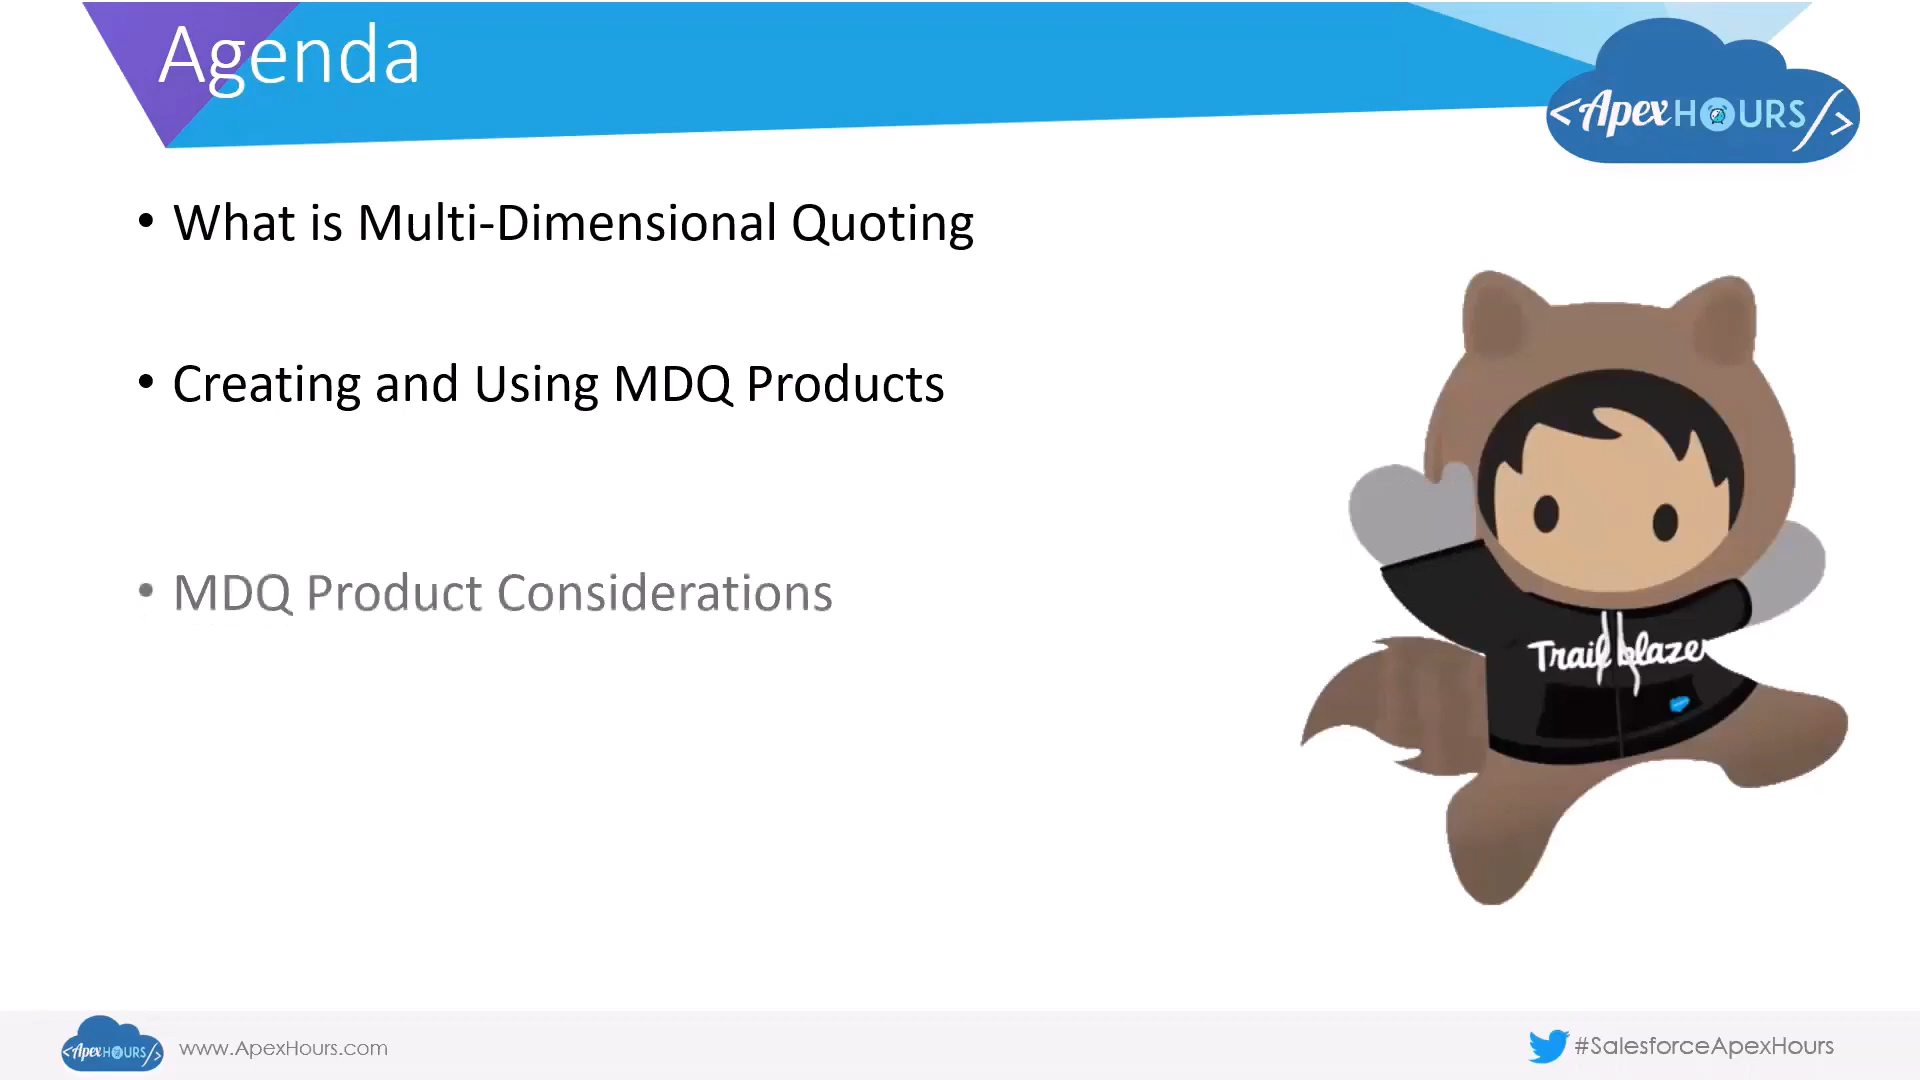 Agenda
<ApexHOURS/>
• What is Multi-Dimensional Quoting
• Creating and Using MDQ Products
• MDQ Product Considerations
Trailblazer
<ApexHOURS/>
www.ApexHours.com
#SalesforceApexHours